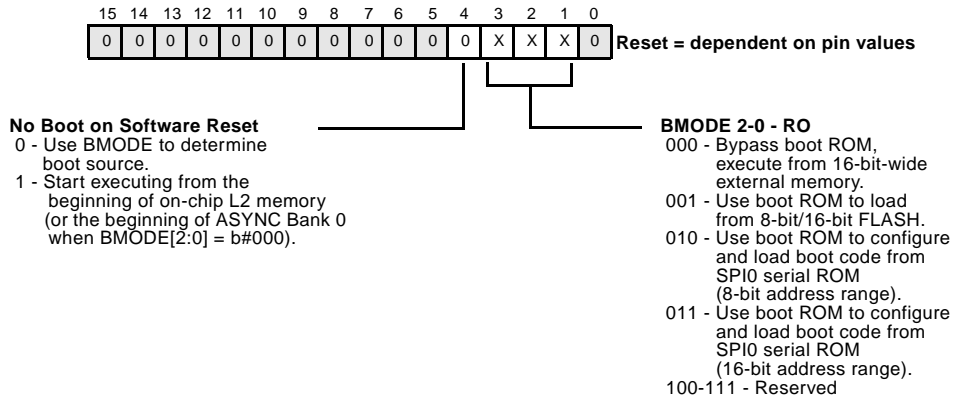 15 14 13 12 11 10 9 8 7 6 5 4 3 2 1 0
0 0 0 0 0 0 0 0 0 0 0 0 X X X 0 Reset = dependent on pin values
No Boot on Software Reset
0 - Use BMODE to determine
boot source.
1 - Start executing from the
beginning of on-chip L2 memory
(or the beginning of ASYNC Bank 0
when BMODE[2:0] = b#000).
BMODE 2-0 - RO
000 - Bypass boot ROM,
execute from 16-bit-wide
external memory.
001 - Use boot ROM to load
from 8-bit/16-bit FLASH.
010 - Use boot ROM to configure
and load boot code from
SPI0 serial ROM
(8-bit address range).
011 - Use boot ROM to configure
and load boot code from
SPI0 serial ROM
(16-bit address range).
100-111 - Reserved